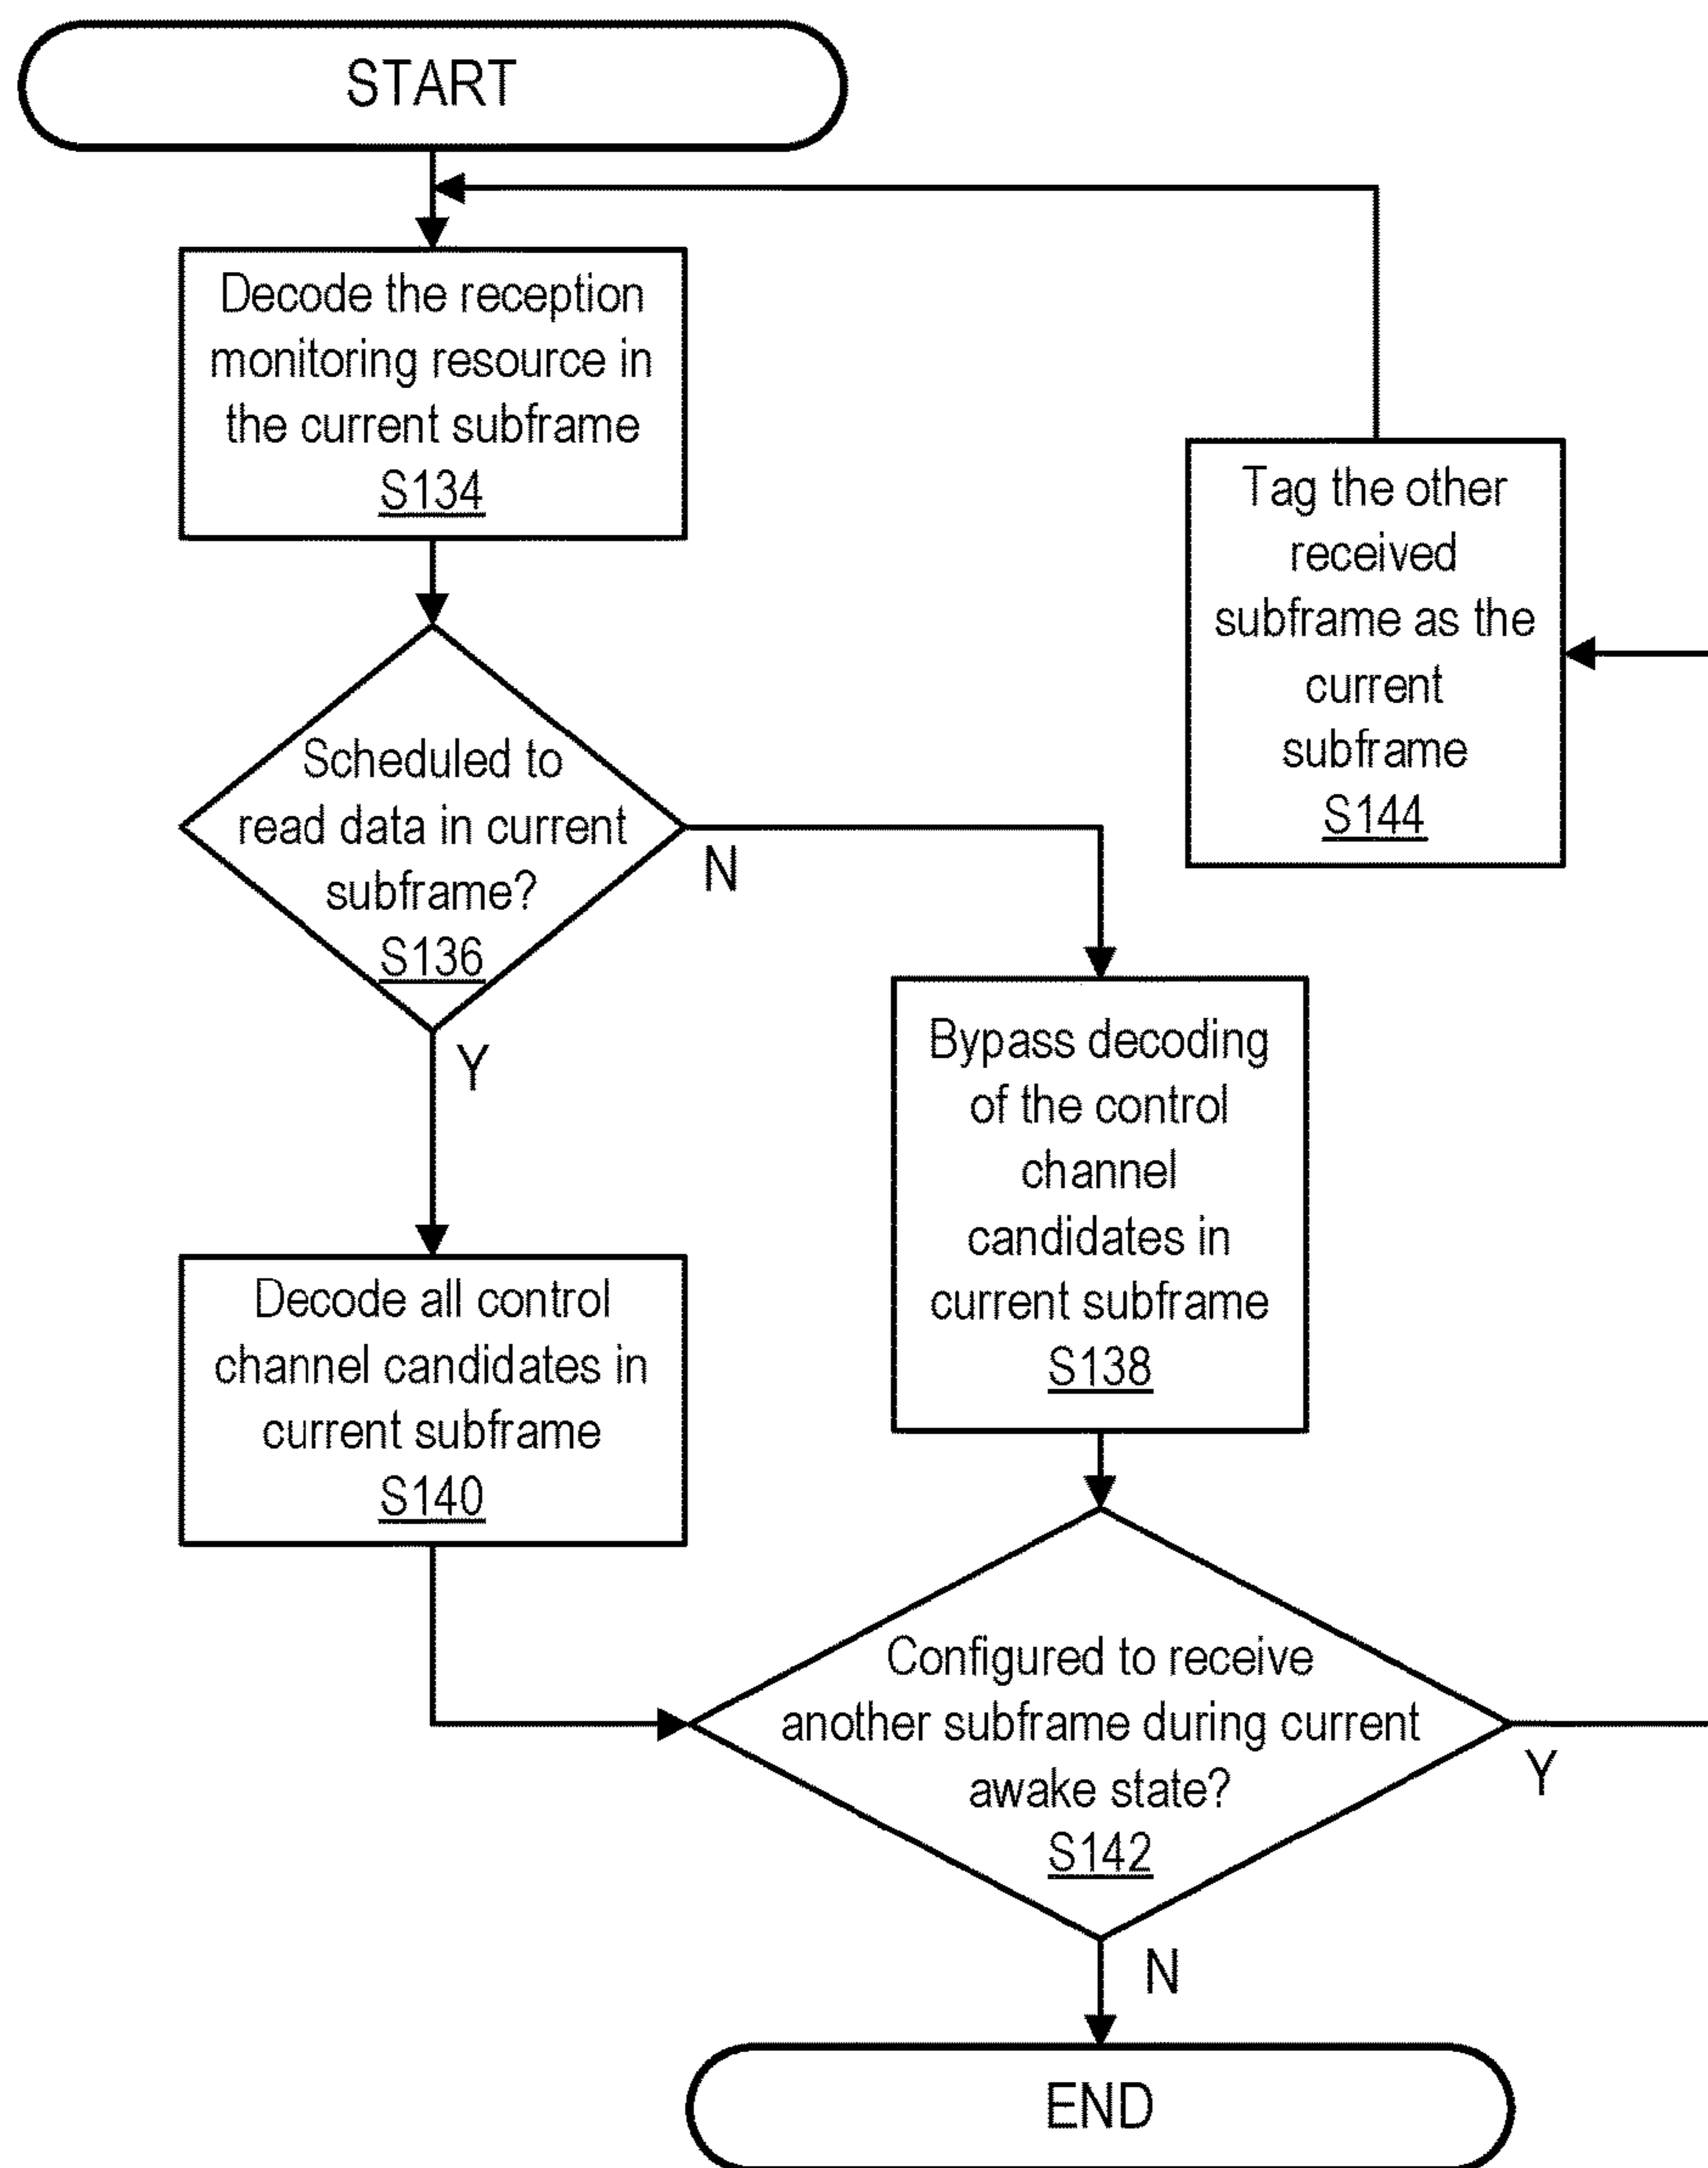 START
Decode the reception
monitoring resource in
the current subframe
S134
Tag the other
received
subframe as the
current
subframe
S144
Scheduled to
read data in current
subframe?
S136
N
Y
Bypass decoding
of the control
channel
candidates in
current subframe
S138
Decode all control
channel candidates in
current subframe
S140
Configured to receive
another subframe during current
awake state?
S142
Y
N
END